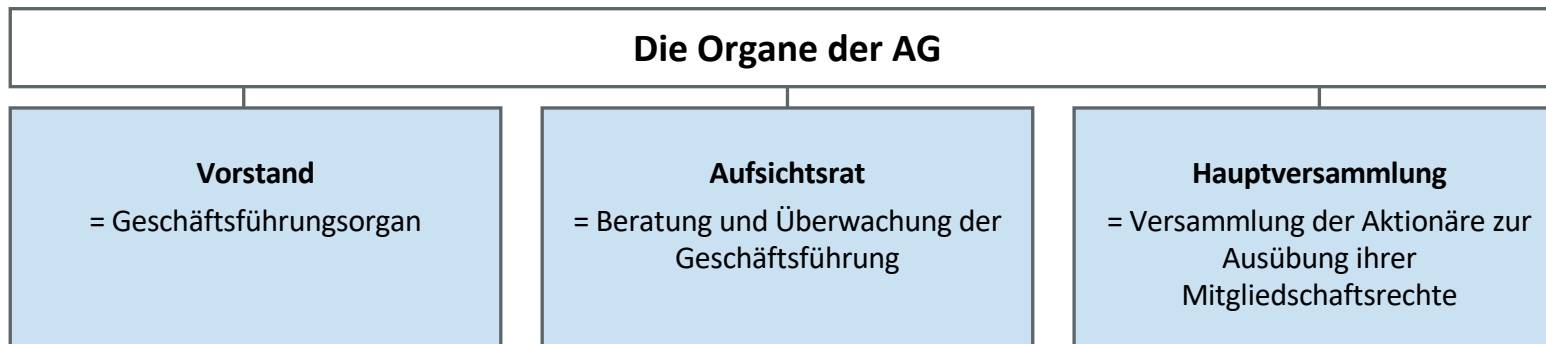 Die Organe der AG
Vorstand
= Geschäftsführungsorgan
Aufsichtsrat
= Beratung und Überwachung der
Geschäftsführung
Hauptversammlung
= Versammlung der Aktionäre zur
Ausübung ihrer
Mitgliedschaftsrechte